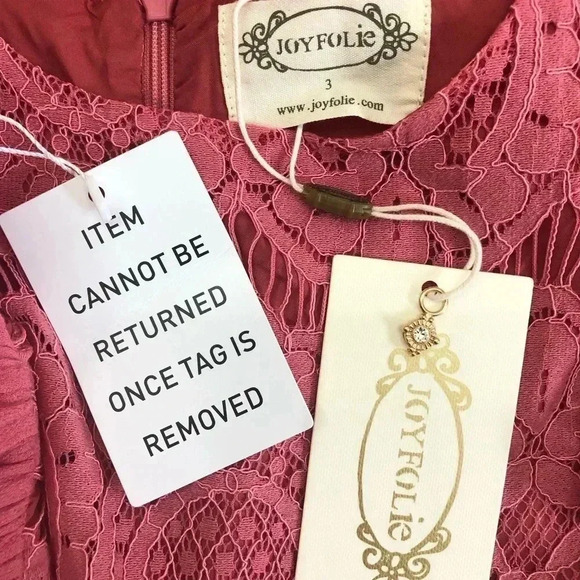 JOYFOLie
3
www.joyfolie.com
ITEM
CANNOT BE
RETURNED
ONCE TAG IS
REMOVED
JOYFOLie